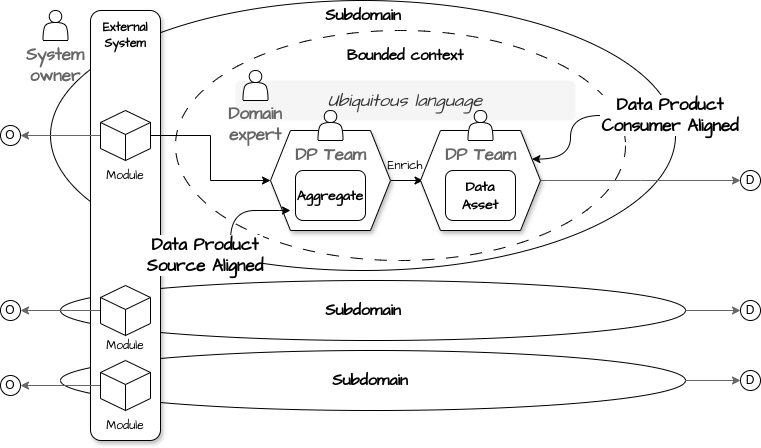 Subdomain
External
System
System
owner
Bounded context
Ubiquitous language
Domain
expert
Data Product
Consumer Aligned
O
Module
DP Team
Enrich
DP Team
Aggregate
Data
Asset
D
Data Product
Source Aligned
O
Subdomain
D
Module
O
Subdomain
D
Module